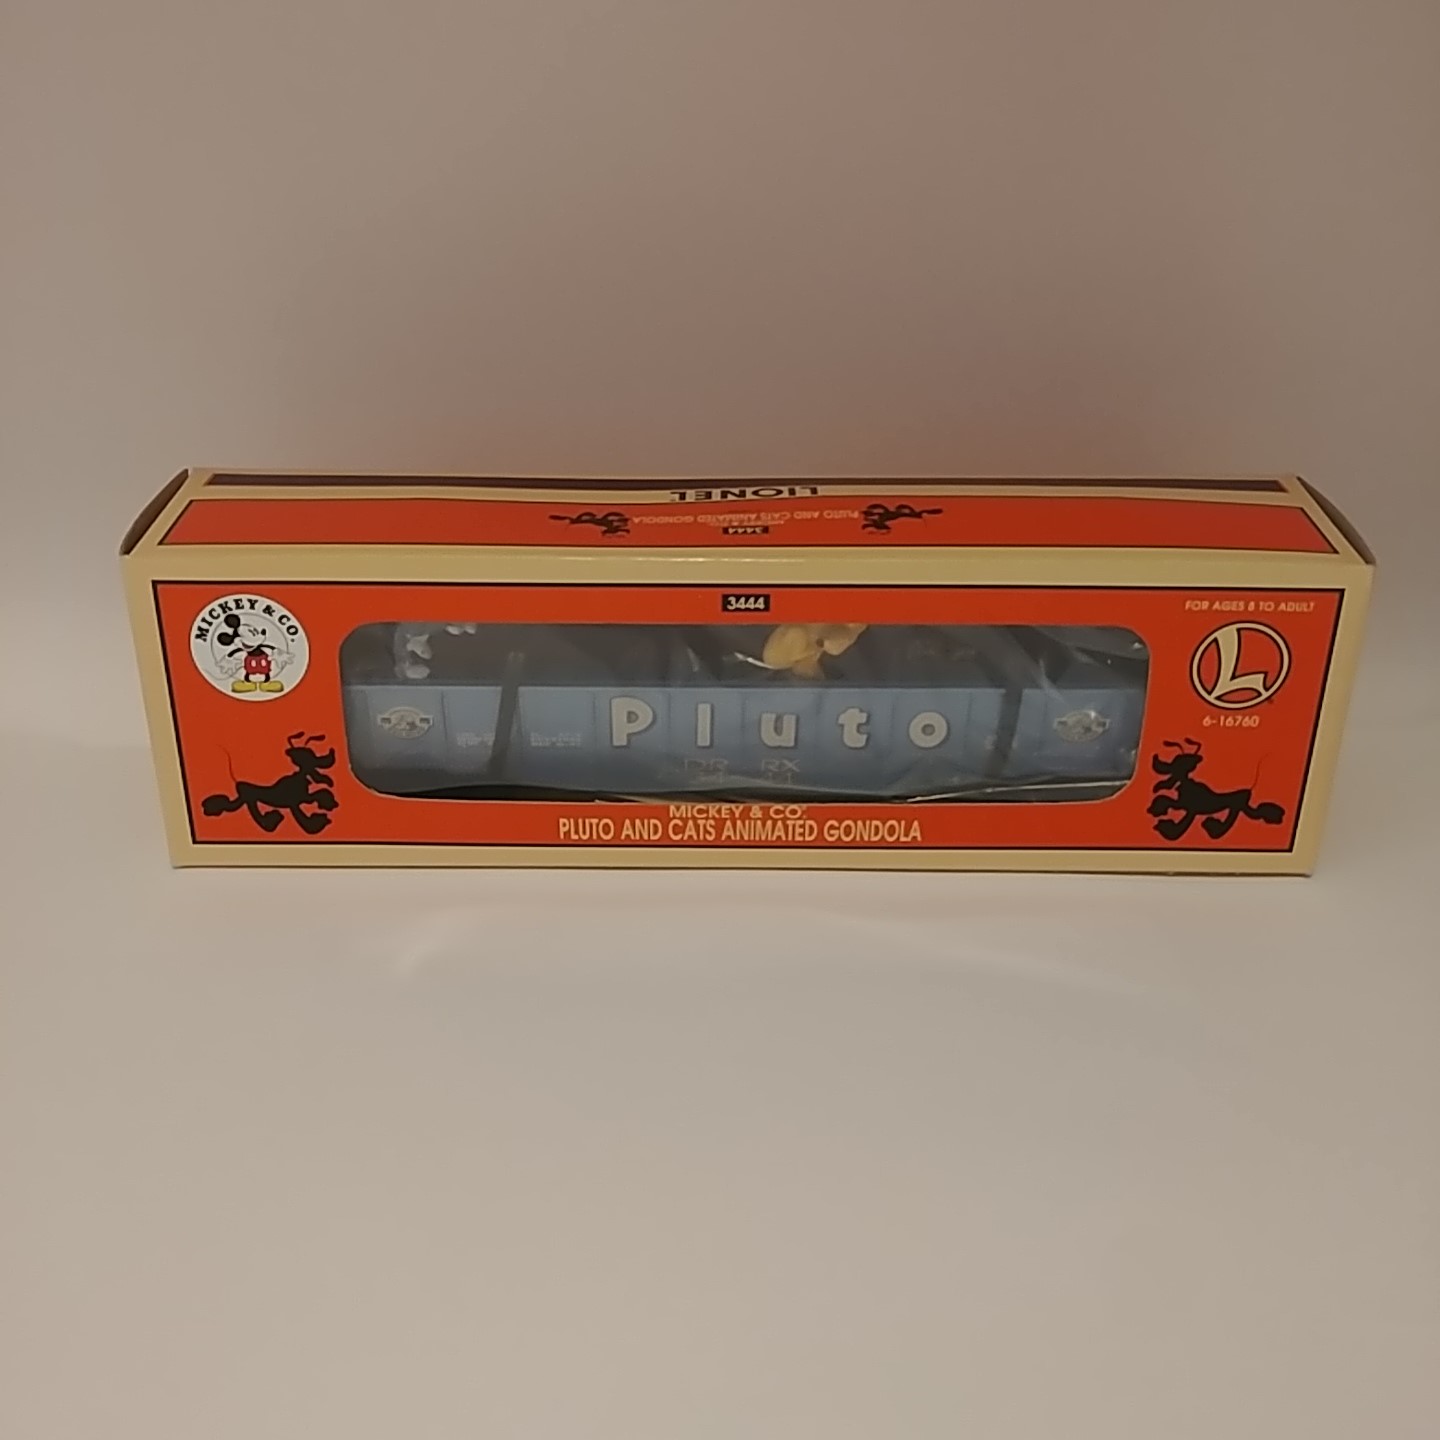 LIONEL
PLUTO AND CATS ANIMATED GONDOLA
3444
MICKEY & CO.
3444
FOR AGES 8 TO ADULT
L
6-16760
Pluto
MICKEY & CO.
PLUTO AND CATS ANIMATED GONDOLA